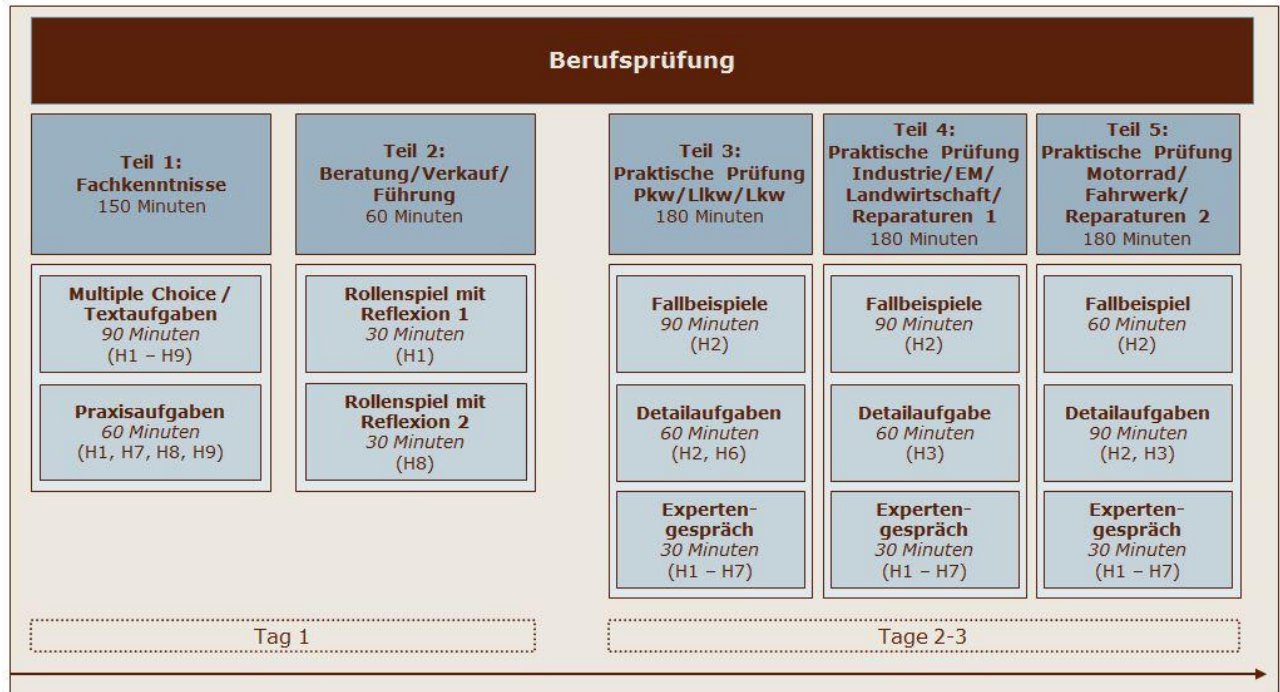 Berufsprüfung
Teil 1:
Fachkenntnisse
150 Minuten
Teil 2:
Beratung/Verkauf/
Führung
60 Minuten
Teil 3:
Praktische Prüfung
Pkw/Llkw/Lkw
180 Minuten
Teil 4:
Praktische Prüfung
Industrie/EM/
Landwirtschaft/
Reparaturen 1
180 Minuten
Teil 5:
Praktische Prüfung
Motorrad/
Fahrwerk/
Reparaturen 2
180 Minuten
Multiple Choice /
Textaufgaben
90 Minuten
(H1 – H9)
Praxisaufgaben
60 Minuten
(H1, H7, H8, H9)
Rollenspiel mit
Reflexion 1
30 Minuten
(H1)
Rollenspiel mit
Reflexion 2
30 Minuten
(H8)
Fallbeispiele
90 Minuten
(H2)
Detailaufgaben
60 Minuten
(H2, H6)
Experten-
gespräch
30 Minuten
(H1 – H7)
Fallbeispiele
90 Minuten
(H2)
Detailaufgabe
60 Minuten
(H3)
Experten-
gespräch
30 Minuten
(H1 – H7)
Fallbeispiel
60 Minuten
(H2)
Detailaufgaben
90 Minuten
(H2, H3)
Experten-
gespräch
30 Minuten
(H1 – H7)
Tag 1
Tage 2-3